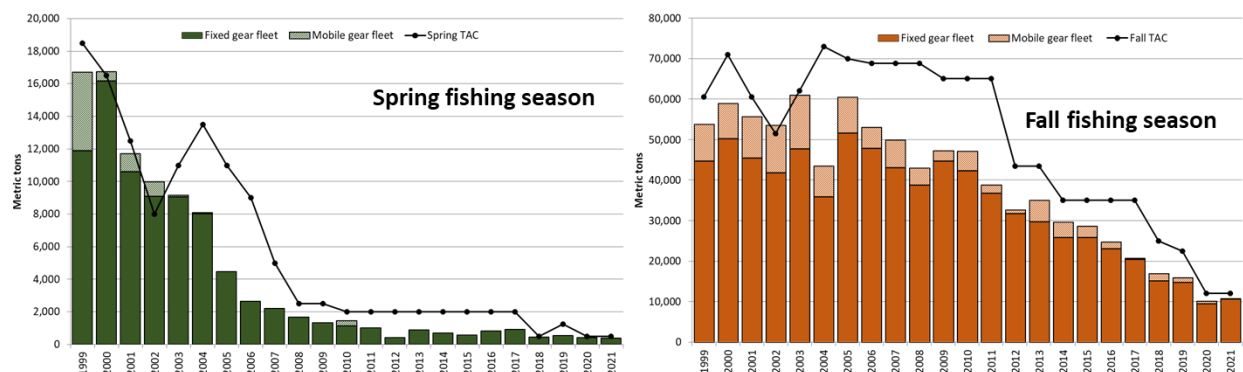 20,000
18,000
16,000
14,000
12,000
10,000
8,000
6,000
4,000
2,000
0
Metric tons
Fixed gear fleet Mobile gear fleet Spring TAC
Spring fishing season
1999 2000 2001 2002 2003 2004 2005 2006 2007 2008 2009 2010 2011 2012 2013 2014 2015 2016 2017 2018 2019 2020 2021
80,000
70,000
60,000
50,000
40,000
30,000
20,000
10,000
0
Metric tons
Fixed gear fleet Mobile gear fleet Fall TAC
Fall fishing season
1999 2000 2001 2002 2003 2004 2005 2006 2007 2008 2009 2010 2011 2012 2013 2014 2015 2016 2017 2018 2019 2020 2021